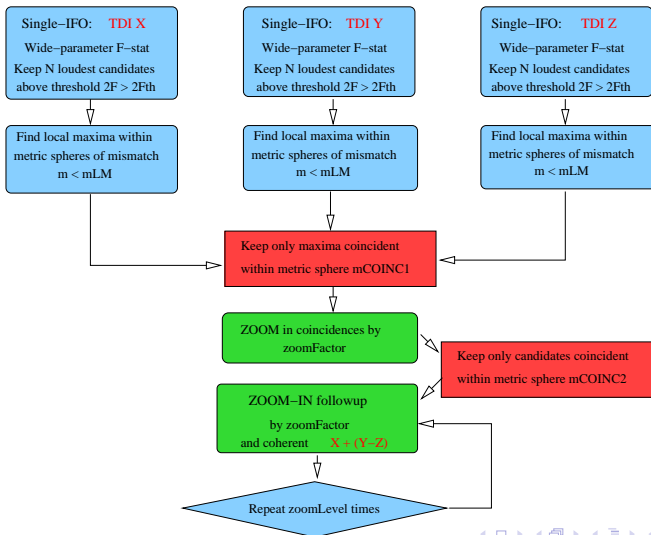 Single−IFO: TDI X
Wide−parameter F−stat
Keep N loudest candidates
above threshold 2F > 2Fth
Single−IFO: TDI Y
Wide−parameter F−stat
Keep N loudest candidates
above threshold 2F > 2Fth
Single−IFO: TDI Z
Wide−parameter F−stat
Keep N loudest candidates
above threshold 2F > 2Fth
Find local maxima within
metric spheres of mismatch
m < mLM
Find local maxima within
metric spheres of mismatch
m < mLM
Find local maxima within
metric spheres of mismatch
m < mLM
Keep only maxima coincident
within metric sphere mCOINC1
ZOOM in coincidences by
zoomFactor
Keep only candidates coincident
within metric sphere mCOINC2
ZOOM−IN followup
by zoomFactor
and coherent X + (Y−Z)
Repeat zoomLevel times